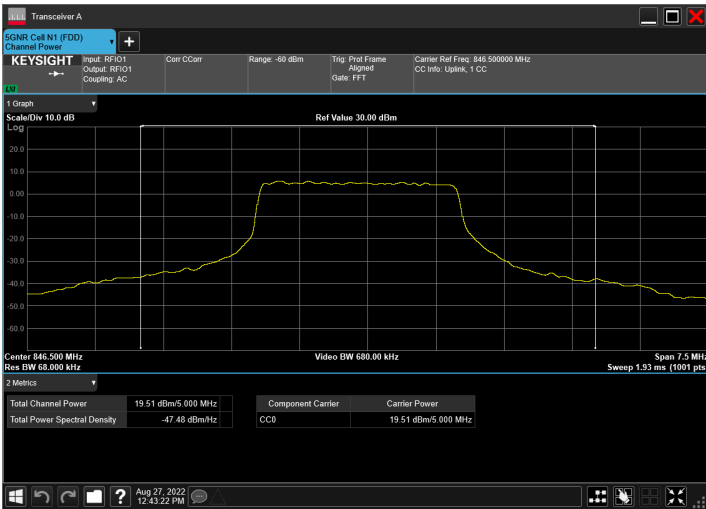 Transceiver A
5GNR Cell N1 (FDD)
Channel Power
+
KEYSIGHT
LXI
Input: RFIO1
Output: RFIO1
Coupling: AC
Corr CCorr
Range: -60 dBm
Trig: Prot Frame
Aligned
Gate: FFT
Carrier Ref Freq: 846.500000 MHz
CC Info: Uplink, 1 CC
1 Graph
Scale/Div 10.0 dB
Ref Value 30.00 dBm
Log
20.0
10.0
0.00
-10.0
-20.0
-30.0
-40.0
-50.0
-60.0
Center 846.500 MHz
Video BW 680.00 kHz
Span 7.5 MHz
Res BW 68.000 kHz
Sweep 1.93 ms (1001 pts
2 Metrics
Total Channel Power 19.51 dBm/5.000 MHz
Total Power Spectral Density -47.48 dBm/Hz
Component Carrier Carrier Power
CC0 19.51 dBm/5.000 MHz
?
Aug 27, 2022
12:43:22 PM